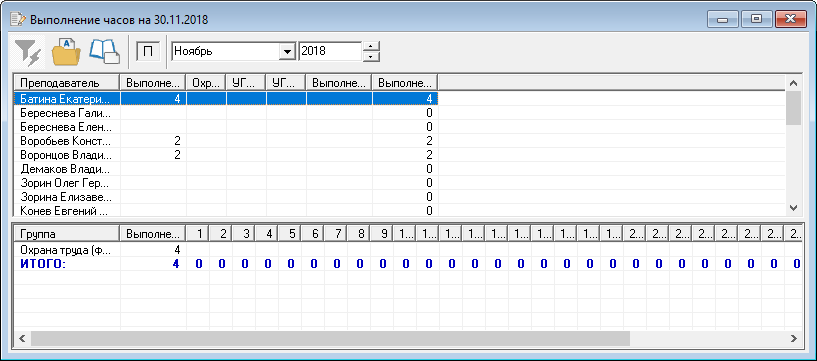 Выполнение часов на 30.11.2018
П Ноябрь 2018
Преподаватель Выполне... Охр... УГ... УГ... Выполне... Выполне...
Батина Екатери... 4 4
Береснева Гали... 0
Береснева Елен... 0
Воробьев Конст... 2 2
Воронцов Влади... 2 2
Демаков Влади... 0
Зорин Олег Гер... 0
Зорина Елизаве... 0
Конев Евгений ... 0
Группа Выполне... 1 2 3 4 5 6 7 8 9 1... 1... 1... 1... 1... 1... 1... 1... 1... 1... 2... 2... 2... 2... 2... 2... 2...
Охрана труда (ф... 4
ИТОГО: 4 0 0 0 0 0 0 0 0 0 0 0 0 0 0 0 0 0 0 0 0 0 0 0 0 0 0